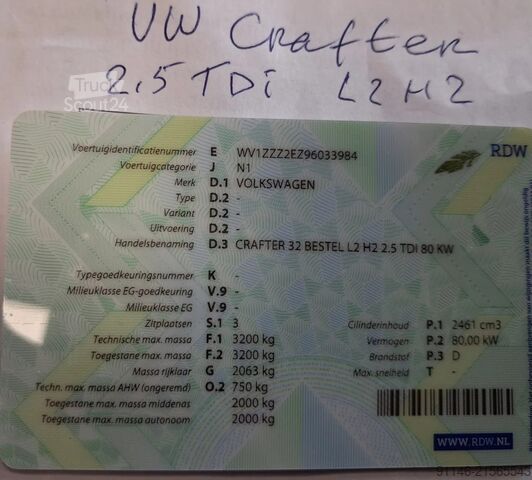 VW Crafter
2.5 TDi L2 H2
Truck
Scout24
RDW
Voertuigidentificatienummer E WV1ZZZ2EZ96033984
Voertuigcategorie J N1
Merk D.1 VOLKSWAGEN
Type D.2 -
Variant D.2 -
Uitvoering D.2 -
Handelsbenaming D.3 CRAFTER 32 BESTEL L2 H2 2.5 TDI 80 KW
Typegoedkeuringsnummer K -
Milieuklasse EG-goedkeuring V.9 -
Milieuklasse EG V.9 -
Zitplaatsen S.1 3 Cilinderinhoud P.1 2461 cm3
Technische max. massa F.1 3200 kg Vermogen P.2 80,00 kW
Toegestane max. massa F.2 3200 kg Brandstof P.3 D
Massa rijklaar G 2063 kg Max. snelheid T -
Techn. max. massa AHW (ongeremd) O.2 750 kg
Toegestane max. massa middenas 2000 kg
Toegestane max. massa autonoom 2000 kg
WWW.RDW.NL